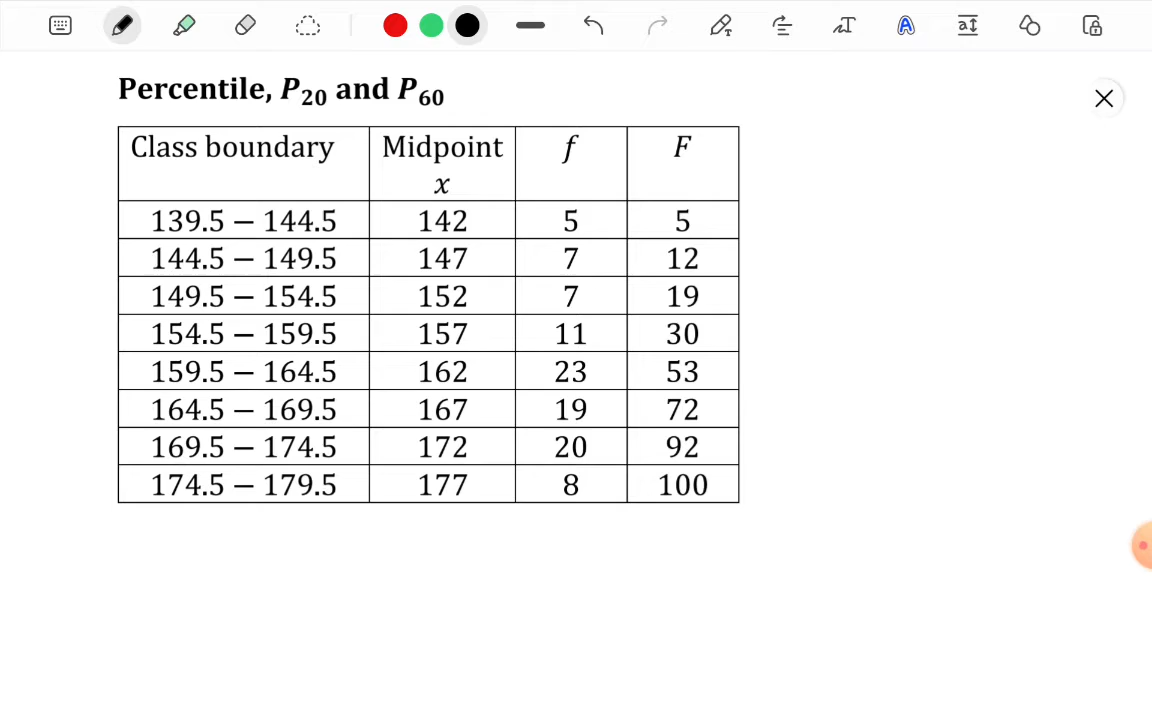 Percentile, P₂₀ and P₆₀
Class boundary Midpoint x f F
139.5 – 144.5 142 5 5
144.5 – 149.5 147 7 12
149.5 – 154.5 152 7 19
154.5 – 159.5 157 11 30
159.5 – 164.5 162 23 53
164.5 – 169.5 167 19 72
169.5 – 174.5 172 20 92
174.5 – 179.5 177 8 100